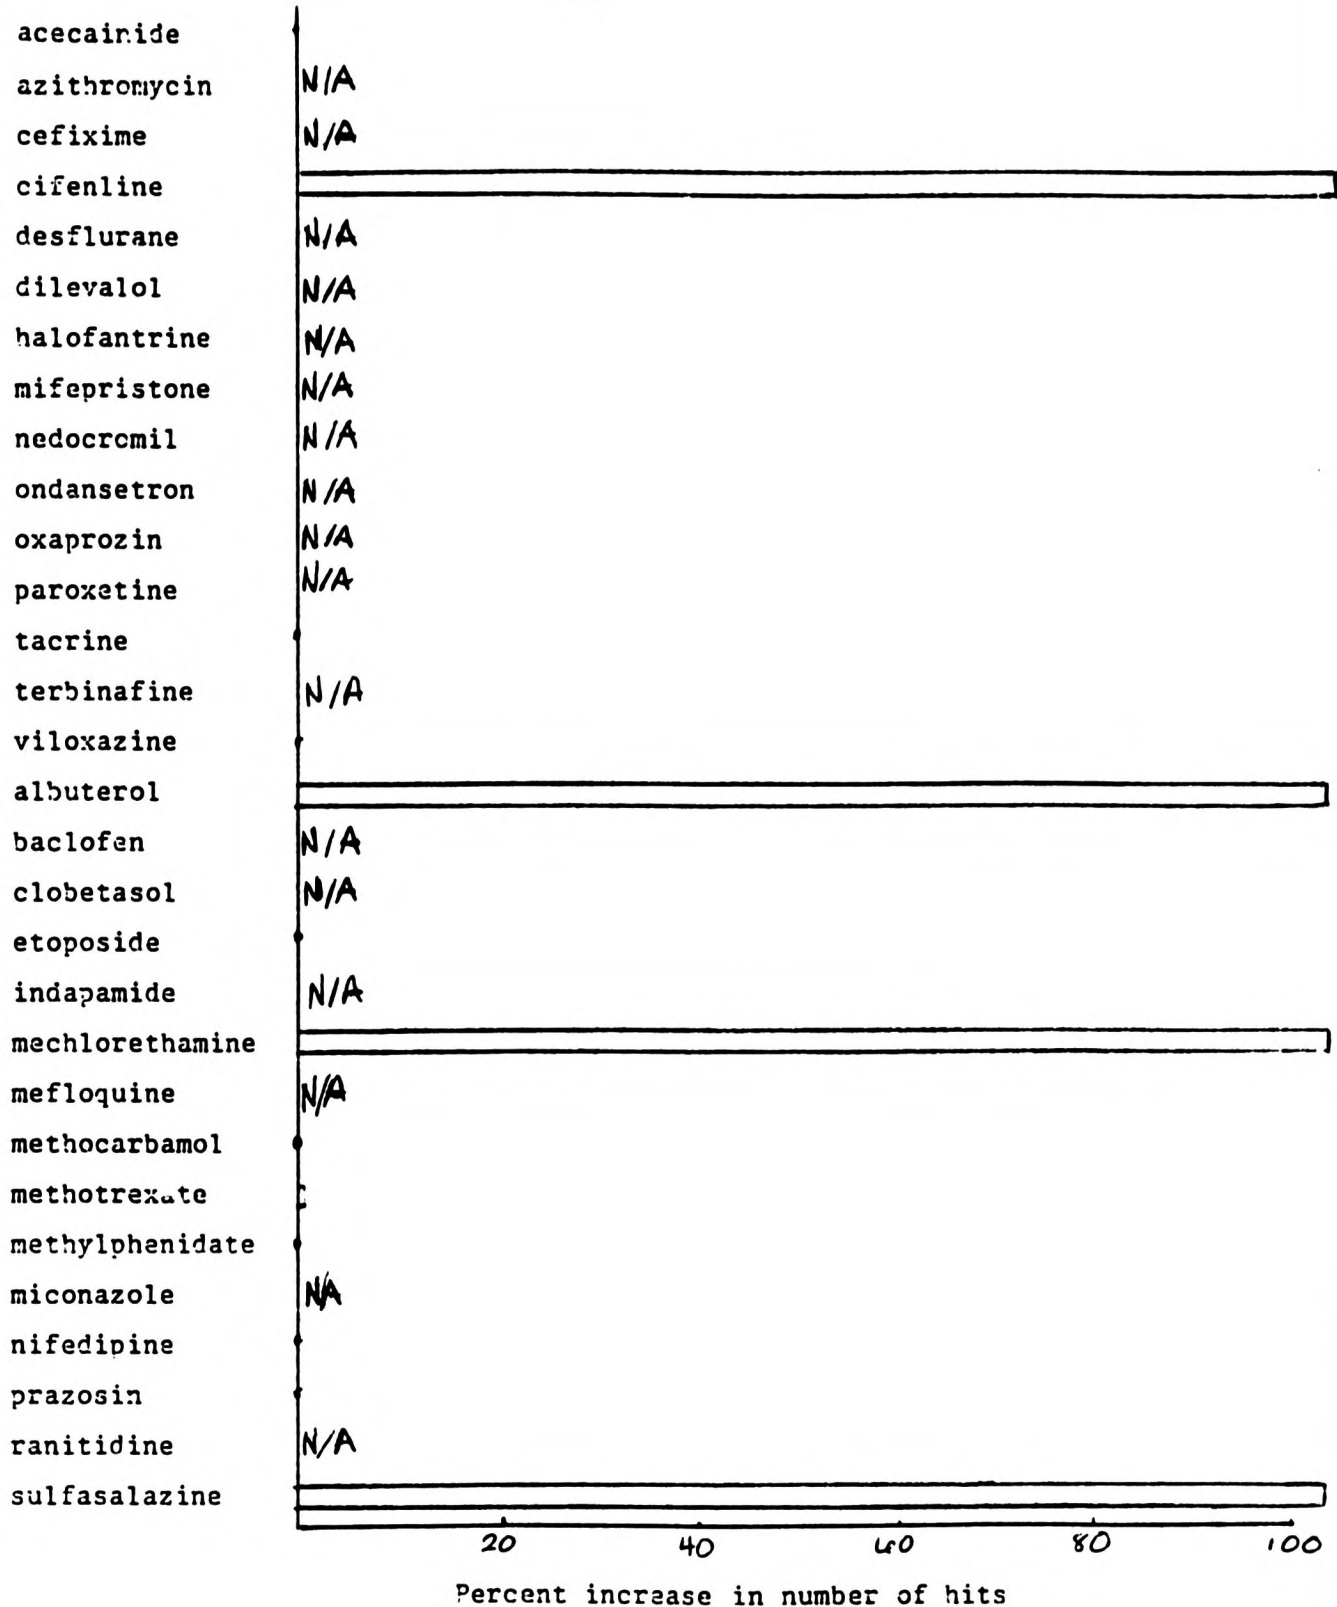 acecainide
azithromycin N/A
cefixime N/A
cifenline
desflurane N/A
dilevalol N/A
halofantrine N/A
mifepristone N/A
nedocromil N/A
ondansetron N/A
oxaprozin N/A
paroxetine N/A
tacrine
terbinafine N/A
viloxazine
albuterol
baclofen N/A
clobetasol N/A
etoposide
indapamide N/A
mechlorethamine
mefloquine N/A
methocarbamol
methotrexate
methylphenidate
miconazole N/A
nifedipine
prazosin
ranitidine N/A
sulfasalazine
20 40 60 80 100
Percent increase in number of hits